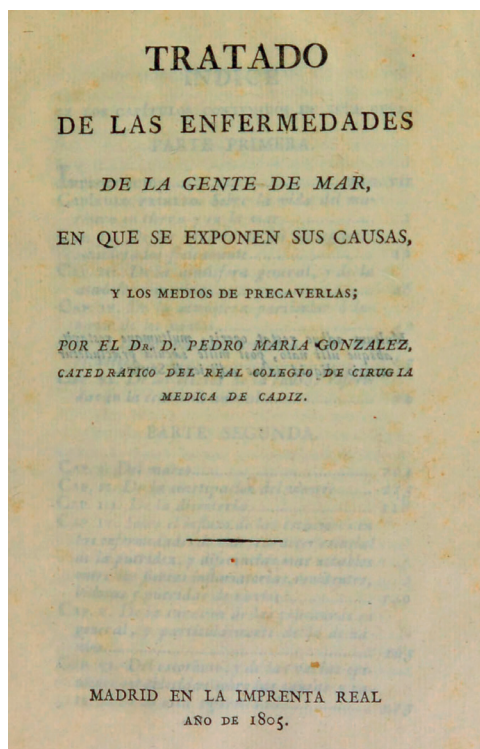 TRATADO
DE LAS ENFERMEDADES
DE LA GENTE DE MAR,
EN QUE SE EXPONEN SUS CAUSAS,
Y LOS MEDIOS DE PRECAVERLAS;
POR EL DR. D. PEDRO MARIA GONZALEZ,
CATEDRATICO DEL REAL COLEGIO DE CIRUGIA
MEDICA DE CADIZ.
MADRID EN LA IMPRENTA REAL
AÑO DE 1805.